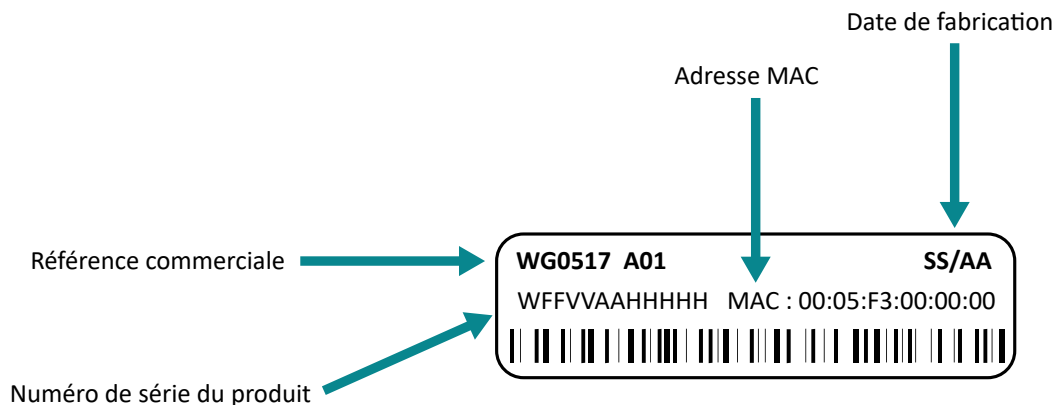 Date de fabrication
Adresse MAC
Référence commerciale
WG0517 A01 SS/AA
WFFVVAAHHHHH MAC : 00:05:F3:00:00:00
Numéro de série du produit